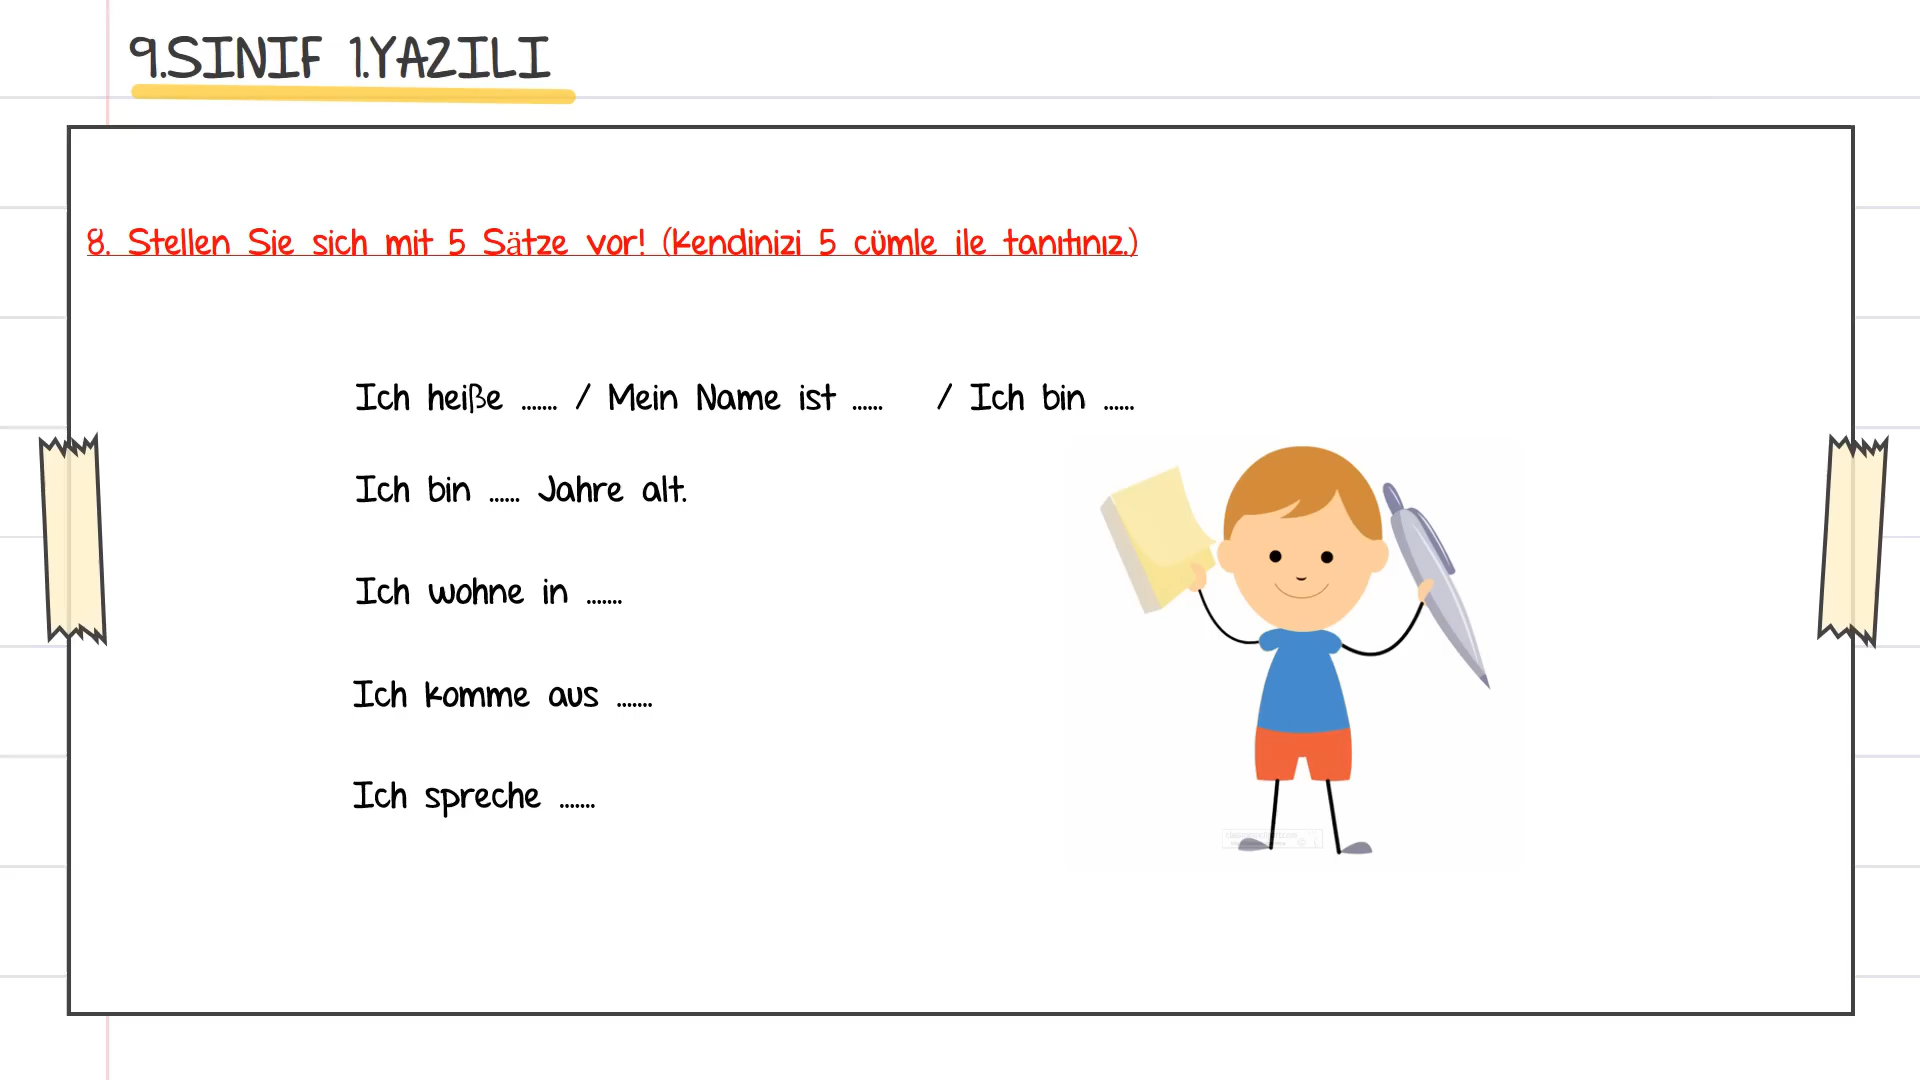 9.SINIF 1.YAZILI
8. Stellen Sie sich mit 5 Sätze vor! (Kendinizi 5 cümle ile tanıtınız.)
Ich heiße ....... / Mein Name ist ...... / Ich bin ......
Ich bin ...... Jahre alt.
Ich wohne in .......
Ich komme aus .......
Ich spreche .......